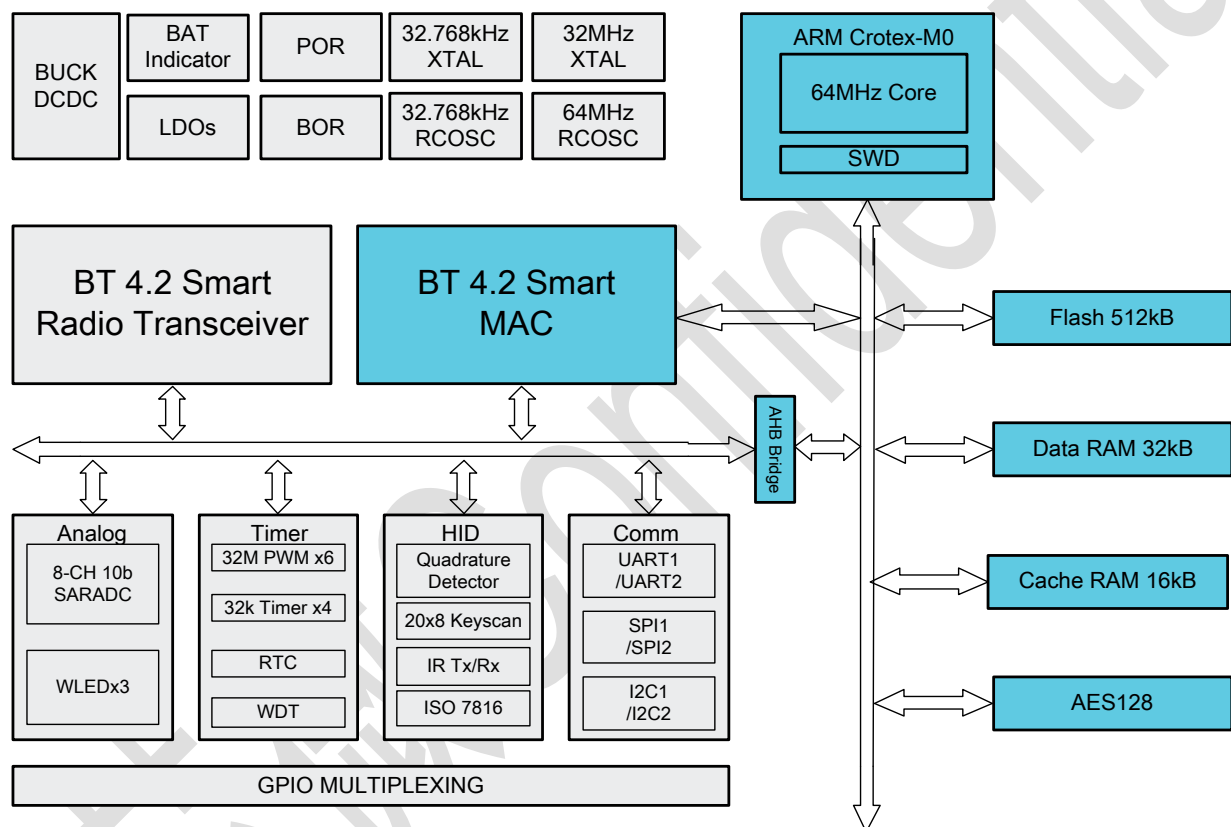 BUCK
DCDC
BAT
Indicator
POR
32.768kHz
XTAL
32MHz
XTAL
LDOs
BOR
32.768kHz
RCOSC
64MHz
RCOSC
ARM Crotex-M0
64MHz Core
SWD
BT 4.2 Smart
Radio Transceiver
BT 4.2 Smart
MAC
Flash 512kB
AHB Bridge
Data RAM 32kB
Cache RAM 16kB
AES128
Analog
8-CH 10b
SARADC
WLEDx3
Timer
32M PWM x6
32k Timer x4
RTC
WDT
HID
Quadrature
Detector
20x8 Keyscan
IR Tx/Rx
ISO 7816
Comm
UART1
/UART2
SPI1
/SPI2
I2C1
/I2C2
GPIO MULTIPLEXING